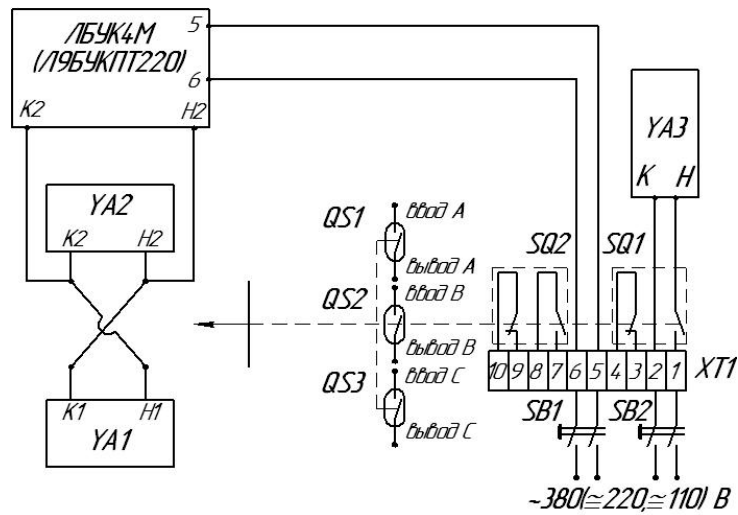 ЛБУК4М
(Л9БУКПТ220)
5
6
К2
Н2
YA2
К2
Н2
К1
Н1
YA1
QS1
ввод А
вывод А
QS2
ввод В
вывод В
QS3
ввод С
вывод С
YA3
К
Н
SQ2
SQ1
10 9 8 7 6 5 4 3 2 1
XT1
SB1
SB2
~380(≅220,≅110) В